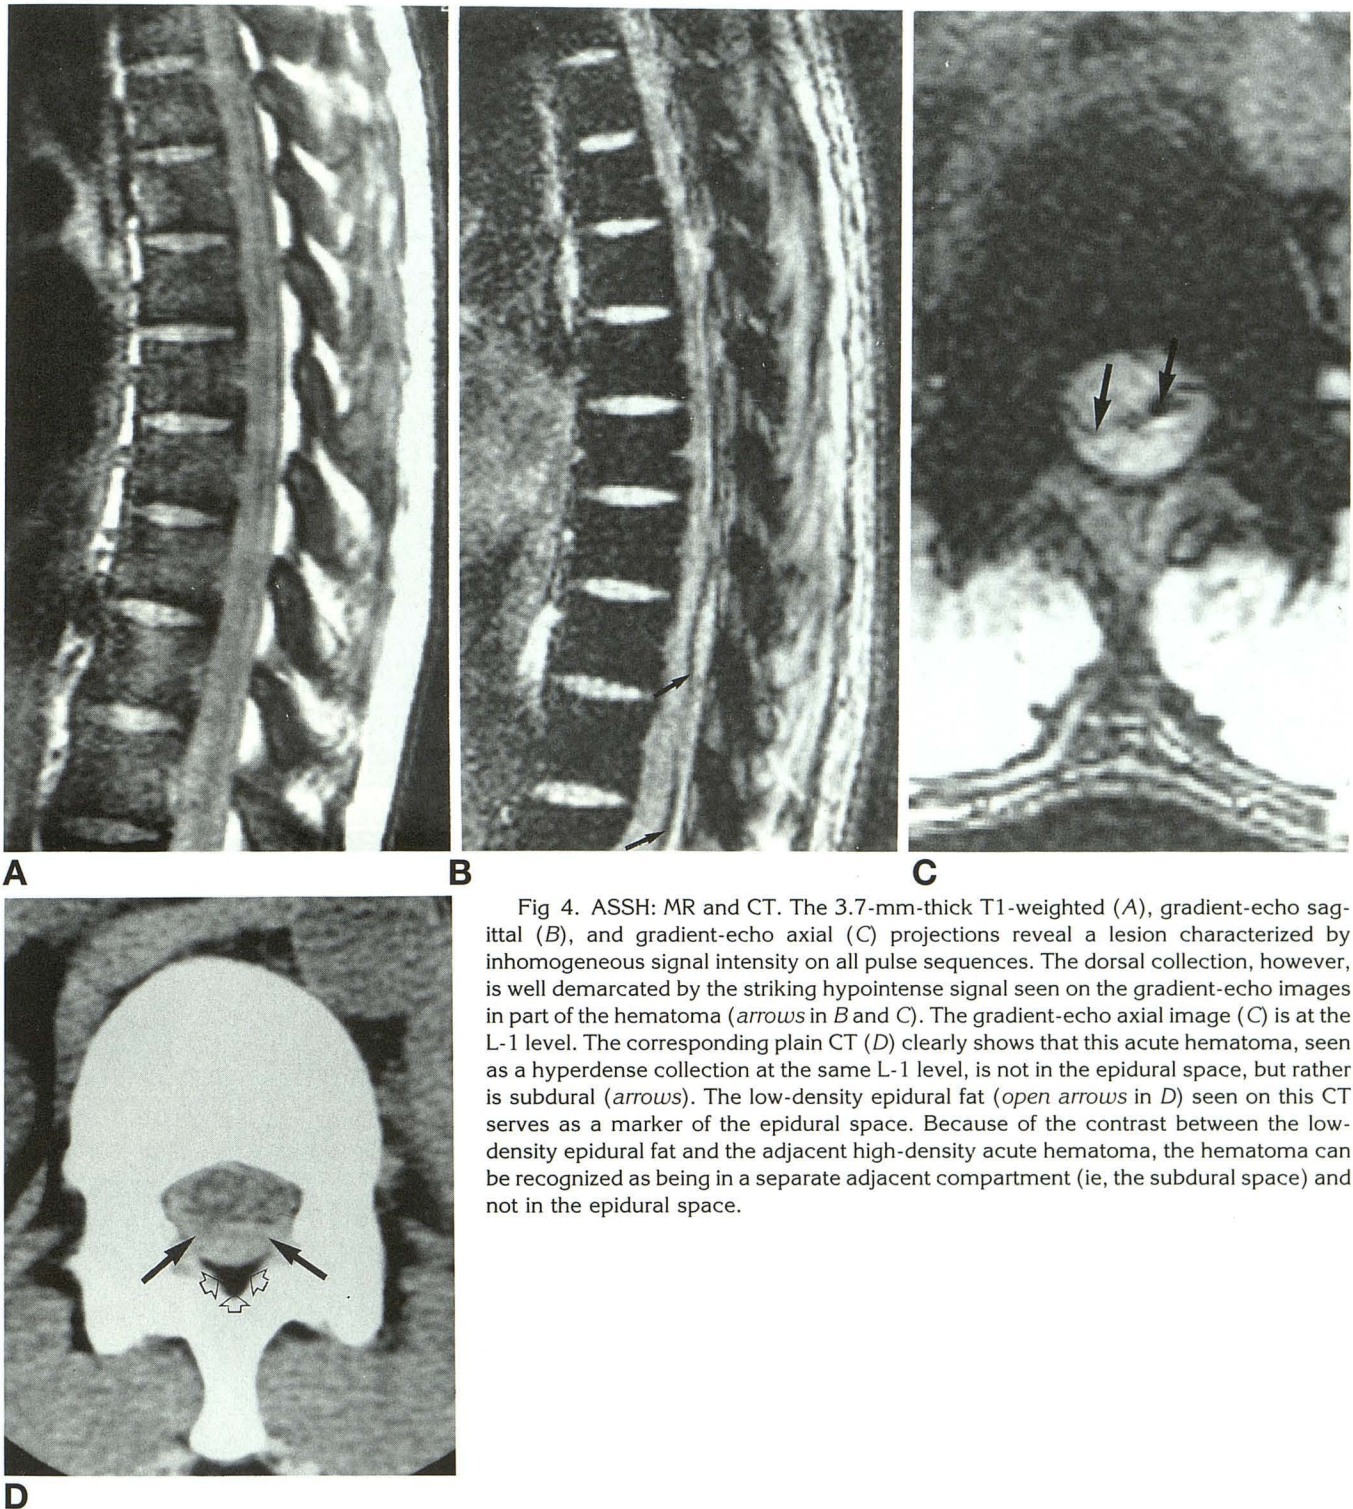 A
B
C
Fig 4. ASSH: MR and CT. The 3.7-mm-thick T1-weighted (A), gradient-echo sag-
ittal (B), and gradient-echo axial (C) projections reveal a lesion characterized by
inhomogeneous signal intensity on all pulse sequences. The dorsal collection, however,
is well demarcated by the striking hypointense signal seen on the gradient-echo images
in part of the hematoma (arrows in B and C). The gradient-echo axial image (C) is at the
L-1 level. The corresponding plain CT (D) clearly shows that this acute hematoma, seen
as a hyperdense collection at the same L-1 level, is not in the epidural space, but rather
is subdural (arrows). The low-density epidural fat (open arrows in D) seen on this CT
serves as a marker of the epidural space. Because of the contrast between the low-
density epidural fat and the adjacent high-density acute hematoma, the hematoma can
be recognized as being in a separate adjacent compartment (ie, the subdural space) and
not in the epidural space.
D